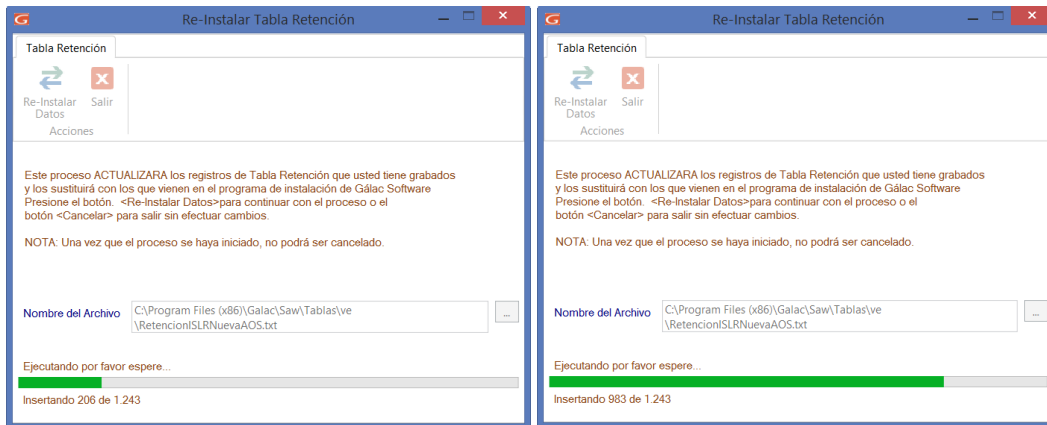 Re-Instalar Tabla Retención
Tabla Retención
Re-Instalar
Datos
Salir
Acciones
Este proceso ACTUALIZARA los registros de Tabla Retención que usted tiene grabados
y los sustituirá con los que vienen en el programa de instalación de Gálac Software
Presione el botón. <Re-Instalar Datos>para continuar con el proceso o el
botón <Cancelar> para salir sin efectuar cambios.
NOTA: Una vez que el proceso se haya iniciado, no podrá ser cancelado.
Nombre del Archivo
C:\Program Files (x86)\Galac\Saw\Tablas\ve
\RetencionISLRNuevaAOS.txt
...
Ejecutando por favor espere...
Insertando 206 de 1.243
Re-Instalar Tabla Retención
Tabla Retención
Re-Instalar
Datos
Salir
Acciones
Este proceso ACTUALIZARA los registros de Tabla Retención que usted tiene grabados
y los sustituirá con los que vienen en el programa de instalación de Gálac Software
Presione el botón. <Re-Instalar Datos>para continuar con el proceso o el
botón <Cancelar> para salir sin efectuar cambios.
NOTA: Una vez que el proceso se haya iniciado, no podrá ser cancelado.
Nombre del Archivo
C:\Program Files (x86)\Galac\Saw\Tablas\ve
\RetencionISLRNuevaAOS.txt
...
Ejecutando por favor espere...
Insertando 983 de 1.243